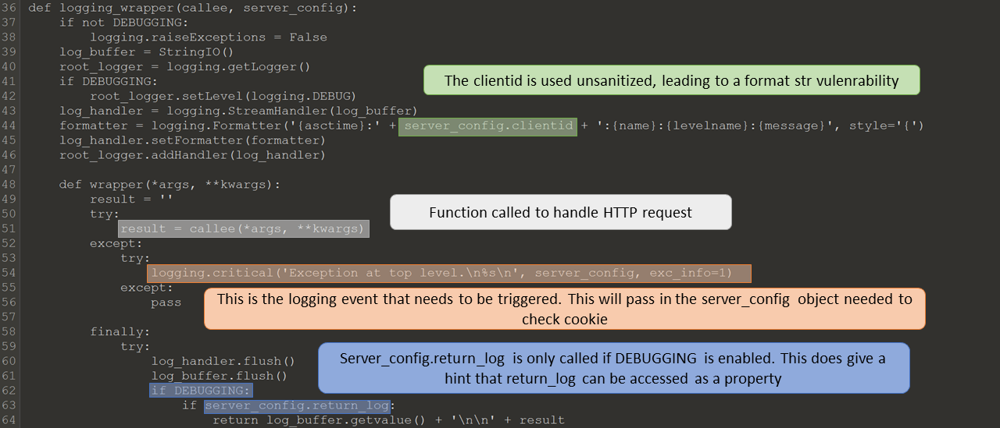 36 def logging_wrapper(callee, server_config):
37     if not DEBUGGING:
38         logging.raiseExceptions = False
39     log_buffer = StringIO()
40     root_logger = logging.getLogger()
41     if DEBUGGING:
The clientid is used unsanitized, leading to a format str vulenrability
42         root_logger.setLevel(logging.DEBUG)
43     log_handler = logging.StreamHandler(log_buffer)
44     formatter = logging.Formatter('{asctime}:' + server_config.clientid + ':{name}:{levelname}:{message}', style='{')
45     log_handler.setFormatter(formatter)
46     root_logger.addHandler(log_handler)
47
48     def wrapper(*args, **kwargs):
49         result = ''
50         try:
Function called to handle HTTP request
51             result = callee(*args, **kwargs)
52         except:
53             try:
54                 logging.critical('Exception at top level.\n%s\n', server_config, exc_info=1)
55             except:
56                 pass
This is the logging event that needs to be triggered. This will pass in the server_config object needed to
check cookie
57
58         finally:
59             try:
60                 log_handler.flush()
61                 log_buffer.flush()
Server_config.return_log is only called if DEBUGGING is enabled. This does give a
hint that return_log can be accessed as a property
62                 if DEBUGGING:
63                     if server_config.return_log:
64                         return log_buffer.getvalue() + '\n\n' + result